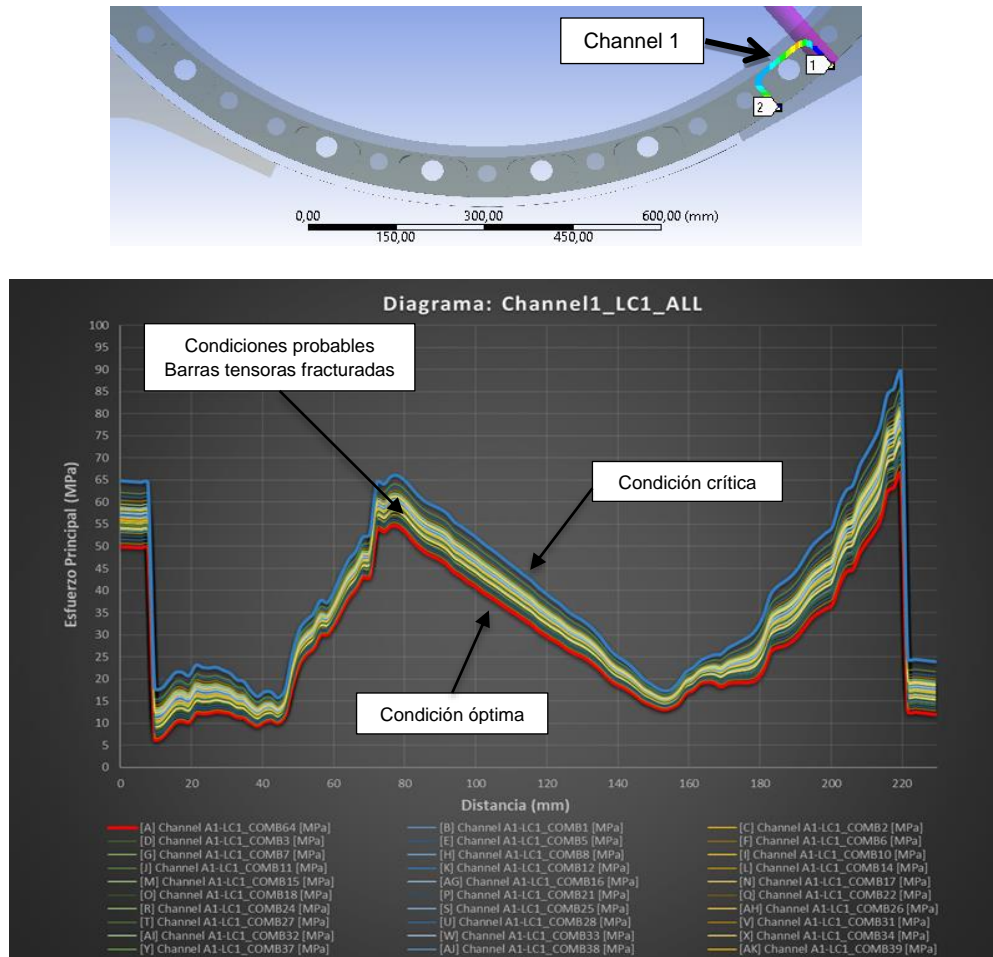 Channel 1
1
2
0,00 300,00 600,00 (mm)
150,00 450,00
Diagrama: Channel1_LC1_ALL
100
95
90
85
80
75
70
65
60
55
50
45
40
35
30
25
20
15
10
5
0
Esfuerzo Principal (MPa)
Condiciones probables
Barras tensoras fracturadas
Condición crítica
Condición óptima
0 20 40 60 80 100 120 140 160 180 200 220
Distancia (mm)
[A] Channel A1-LC1_COMB64 [MPa] [B] Channel A1-LC1_COMB1 [MPa] [C] Channel A1-LC1_COMB2 [MPa]
[D] Channel A1-LC1_COMB3 [MPa] [E] Channel A1-LC1_COMB5 [MPa] [F] Channel A1-LC1_COMB6 [MPa]
[G] Channel A1-LC1_COMB7 [MPa] [H] Channel A1-LC1_COMB8 [MPa] [I] Channel A1-LC1_COMB10 [MPa]
[J] Channel A1-LC1_COMB11 [MPa] [K] Channel A1-LC1_COMB12 [MPa] [L] Channel A1-LC1_COMB14 [MPa]
[M] Channel A1-LC1_COMB15 [MPa] [AG] Channel A1-LC1_COMB16 [MPa] [N] Channel A1-LC1_COMB17 [MPa]
[O] Channel A1-LC1_COMB18 [MPa] [P] Channel A1-LC1_COMB21 [MPa] [Q] Channel A1-LC1_COMB22 [MPa]
[R] Channel A1-LC1_COMB24 [MPa] [S] Channel A1-LC1_COMB25 [MPa] [AH] Channel A1-LC1_COMB26 [MPa]
[T] Channel A1-LC1_COMB27 [MPa] [U] Channel A1-LC1_COMB28 [MPa] [V] Channel A1-LC1_COMB31 [MPa]
[AI] Channel A1-LC1_COMB32 [MPa] [W] Channel A1-LC1_COMB33 [MPa] [X] Channel A1-LC1_COMB34 [MPa]
[Y] Channel A1-LC1_COMB37 [MPa] [AJ] Channel A1-LC1_COMB38 [MPa] [AK] Channel A1-LC1_COMB39 [MPa]